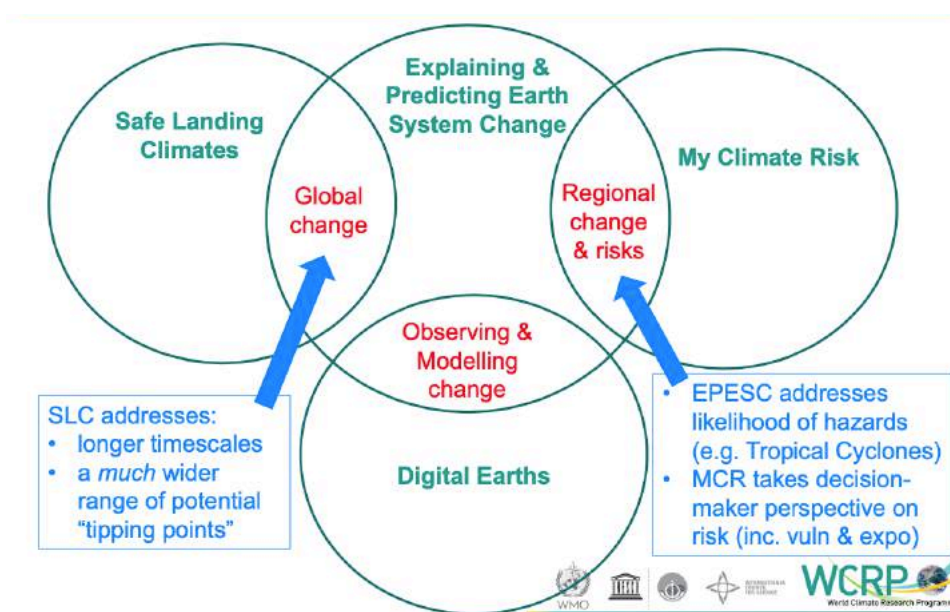 Safe Landing
Climates
Explaining &
Predicting Earth
System Change
My Climate Risk
Global
change
Regional
change
& risks
Observing &
Modelling
change
Digital Earths
SLC addresses:
• longer timescales
• a much wider
range of potential
“tipping points”
• EPESC addresses
likelihood of hazards
(e.g. Tropical Cyclones)
• MCR takes decision-
maker perspective on
risk (inc. vuln & expo)
WMO
WCRP
World Climate Research Programme